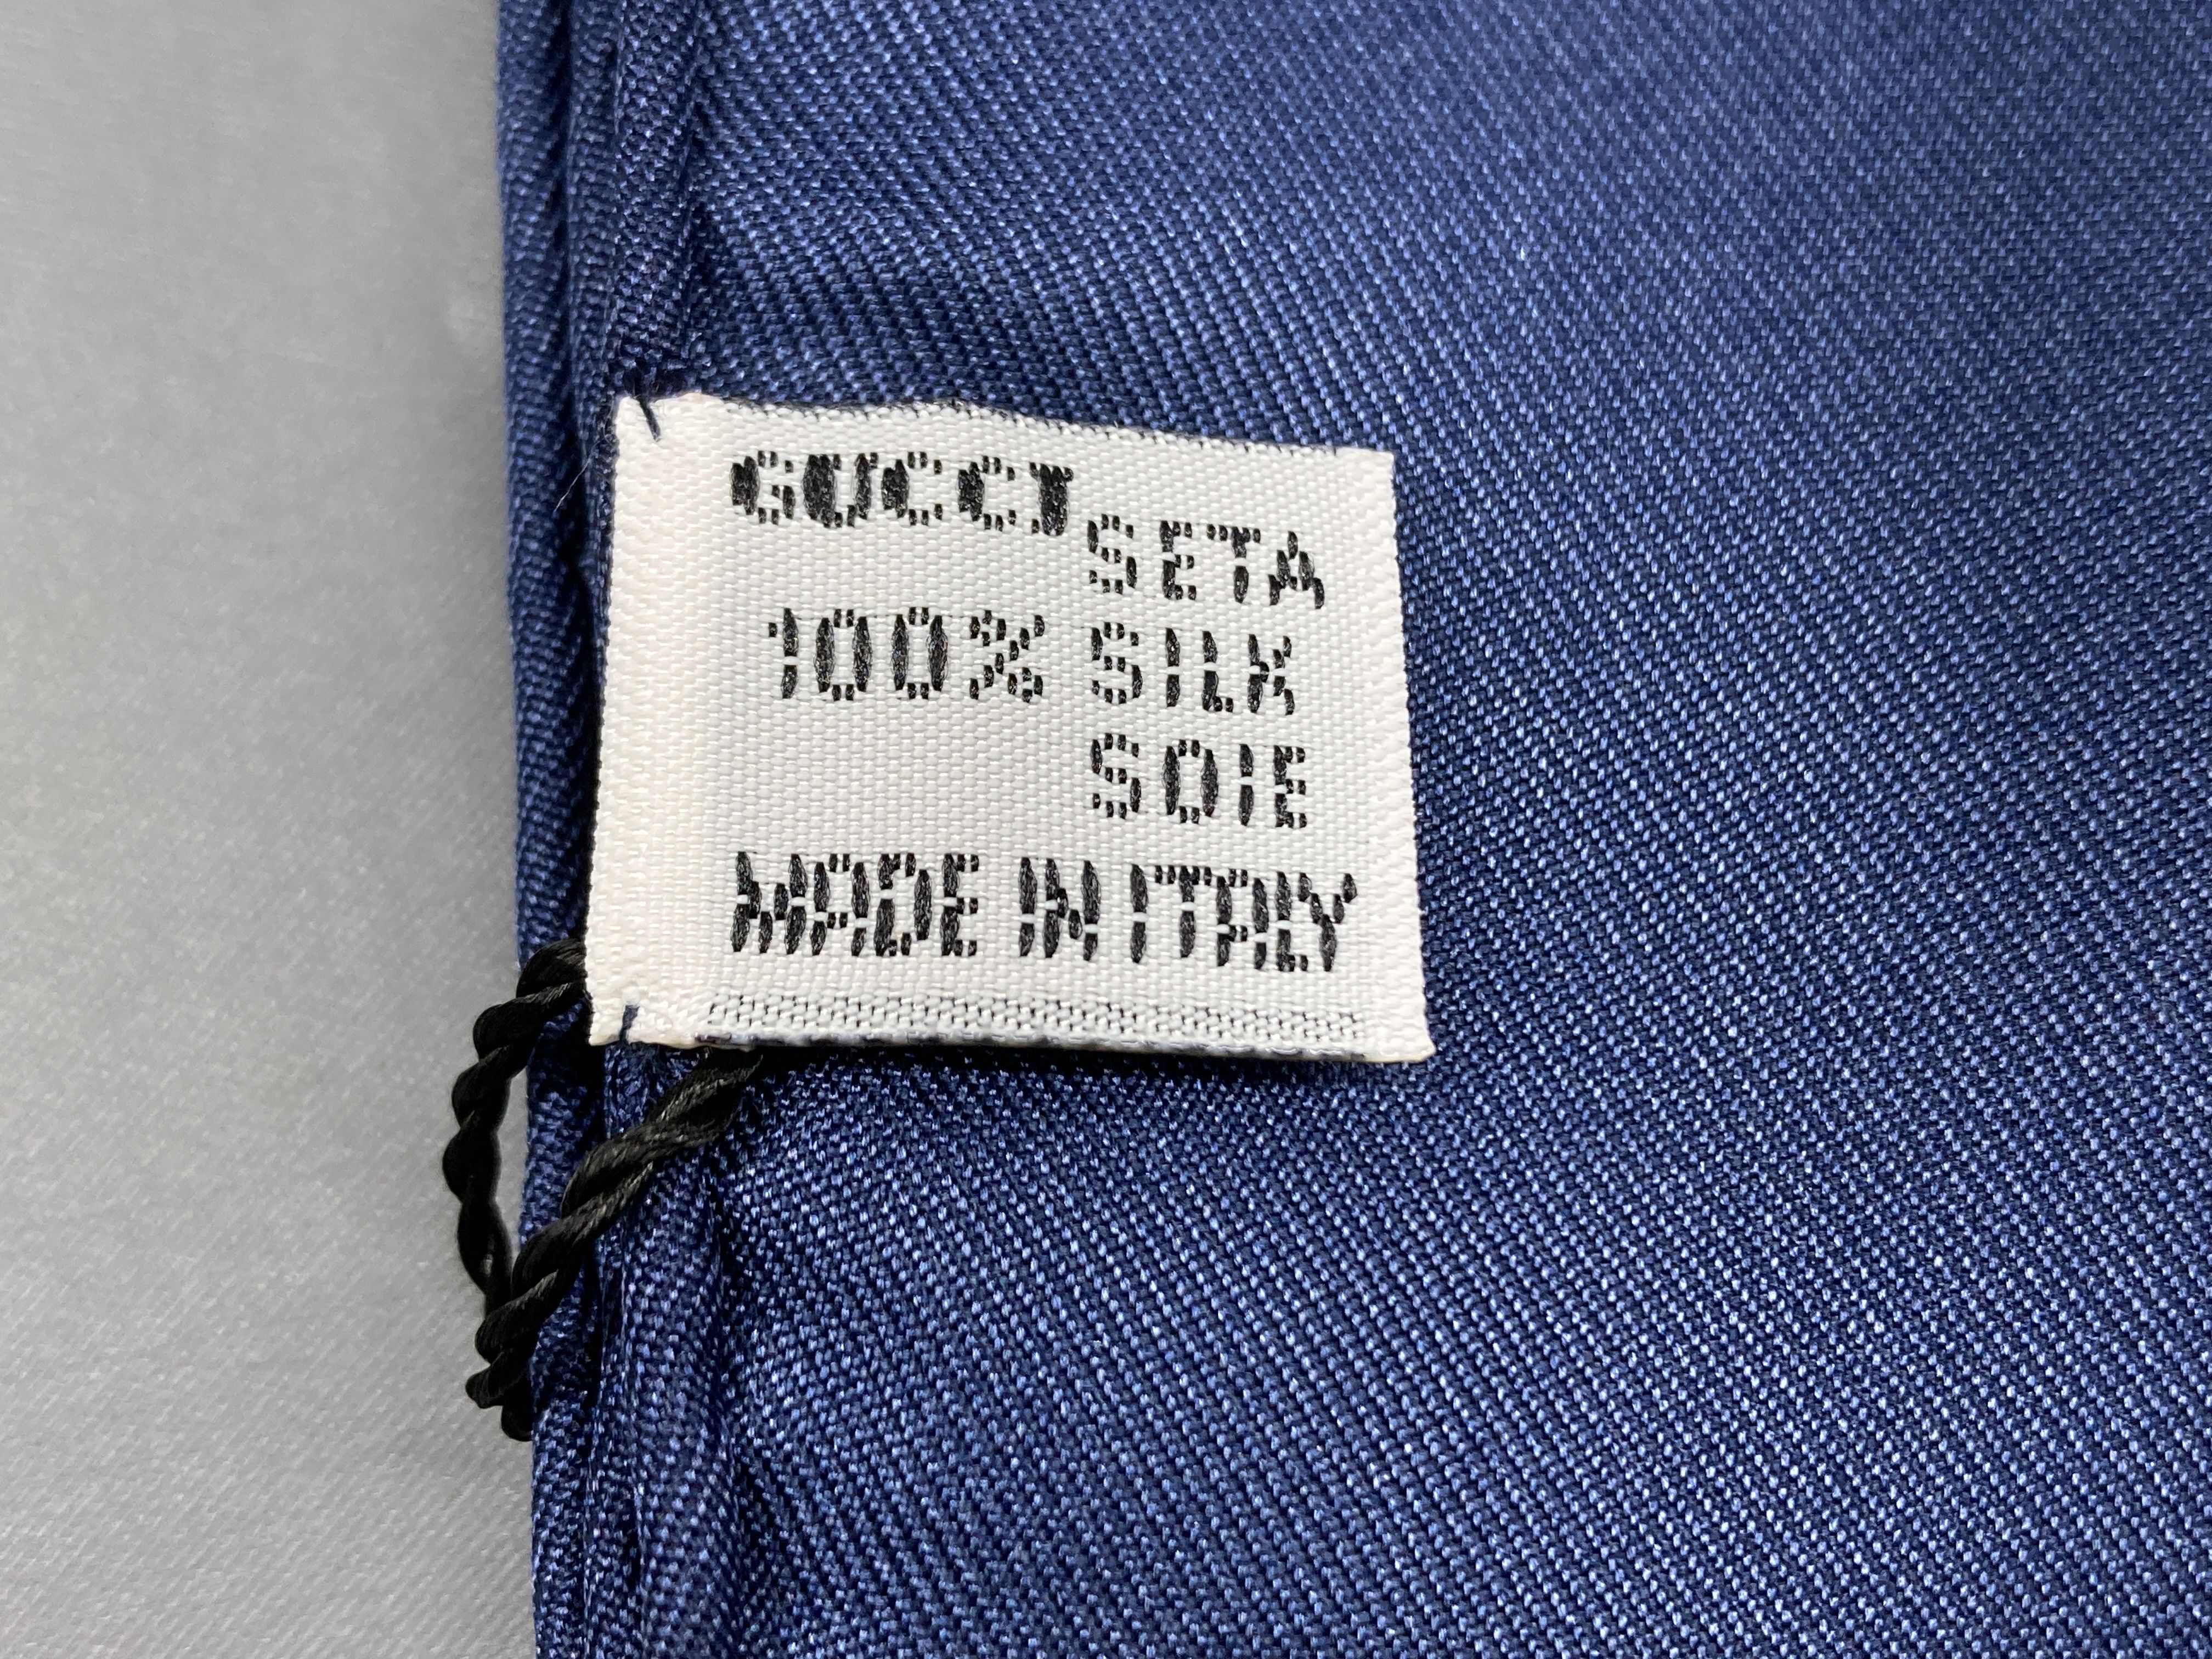 GUCCI
SETA
100% SILK
SOIE
MADE IN ITALY